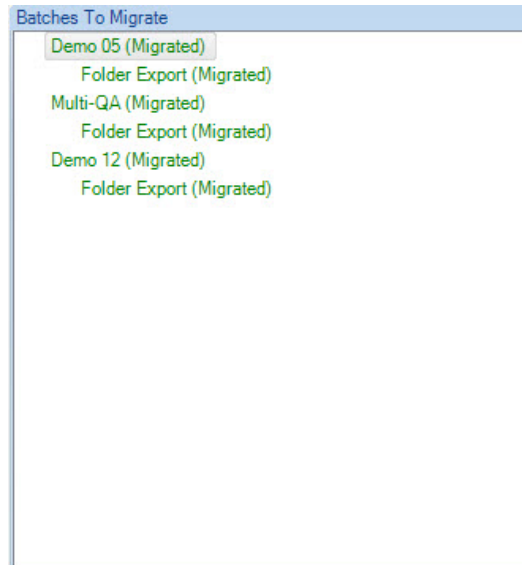 Batches To Migrate
Demo 05 (Migrated)
Folder Export (Migrated)
Multi-QA (Migrated)
Folder Export (Migrated)
Demo 12 (Migrated)
Folder Export (Migrated)